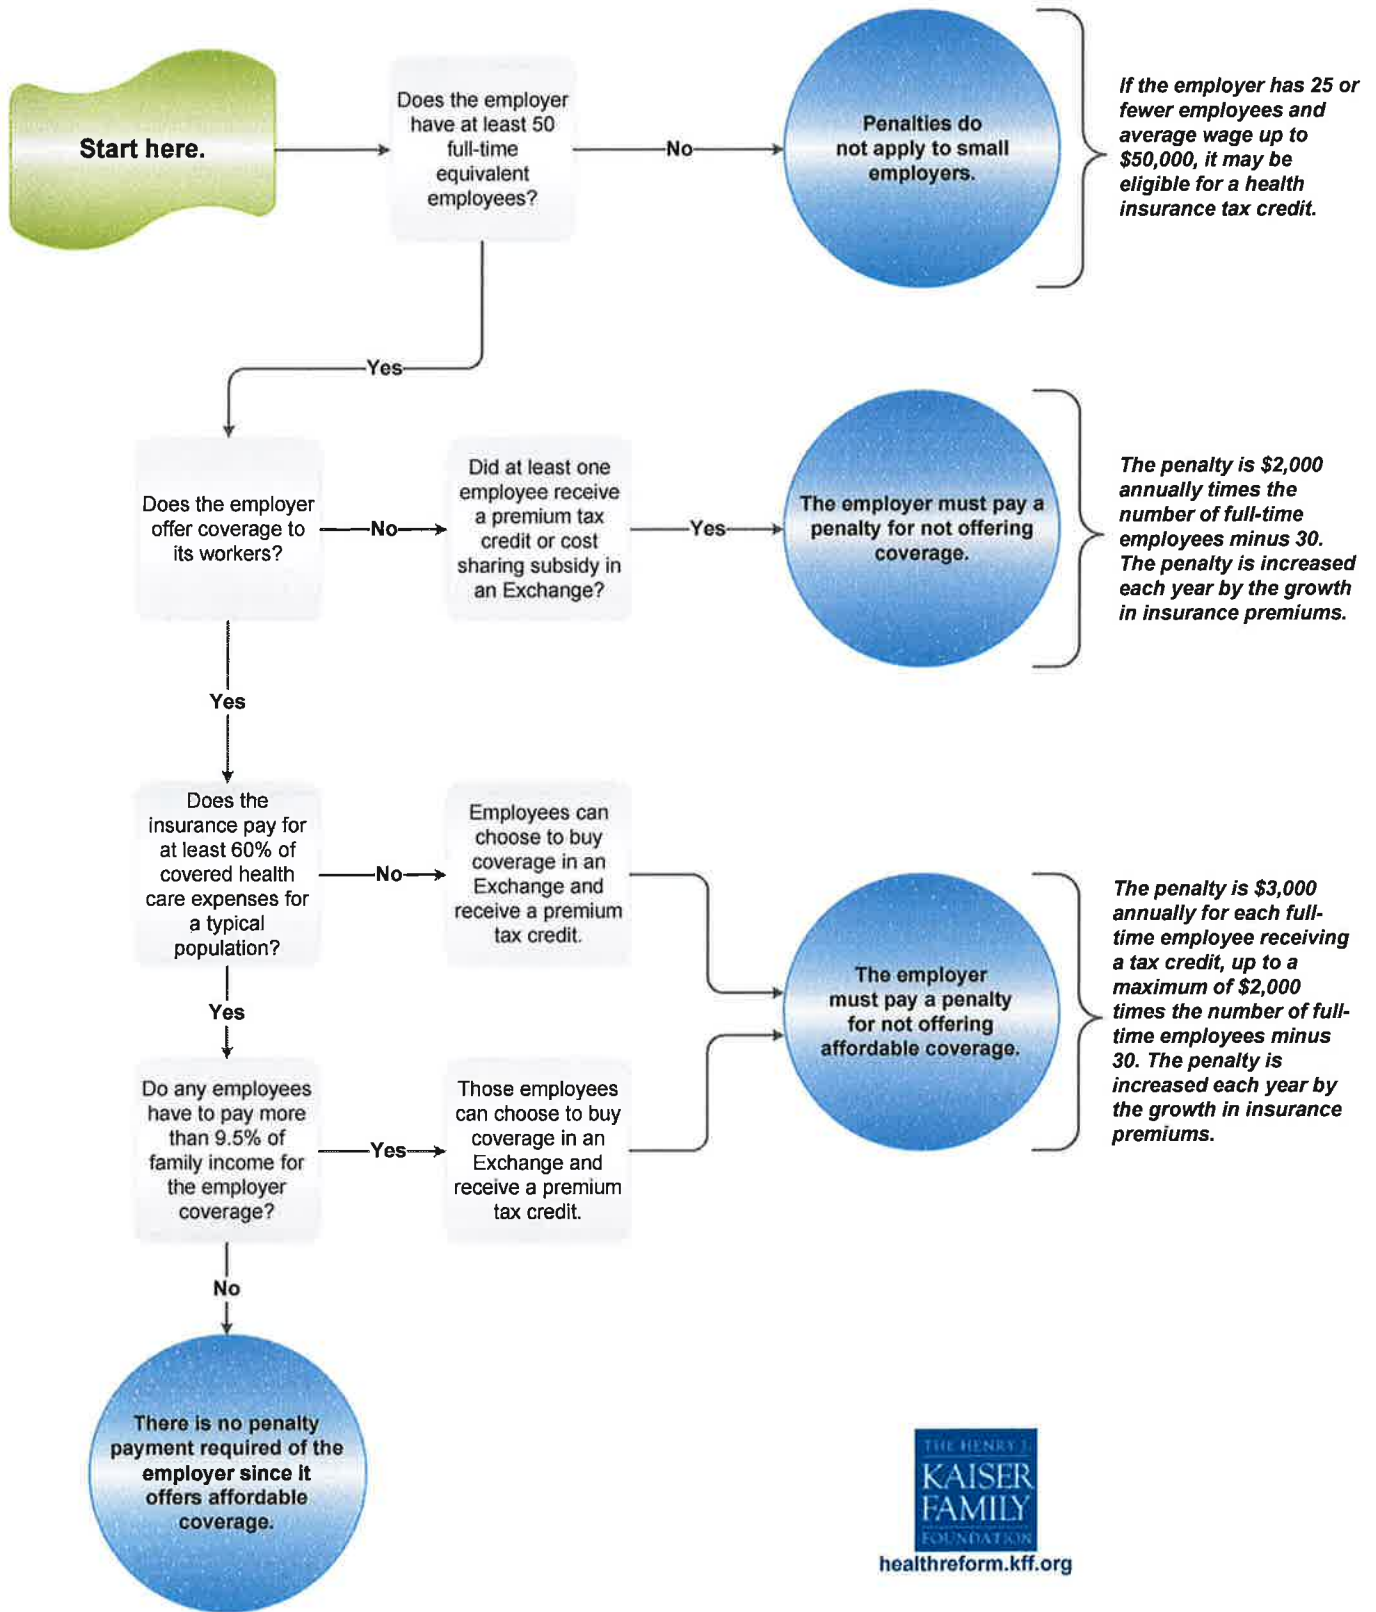 Start here.
Does the employer
have at least 50
full-time
equivalent
employees?
No
Penalties do
not apply to small
employers.
If the employer has 25 or
fewer employees and
average wage up to
$50,000, it may be
eligible for a health
insurance tax credit.
Yes
Does the employer
offer coverage to
its workers?
No
Did at least one
employee receive
a premium tax
credit or cost
sharing subsidy in
an Exchange?
Yes
The employer must pay a
penalty for not offering
coverage.
The penalty is $2,000
annually times the
number of full-time
employees minus 30.
The penalty is increased
each year by the growth
in insurance premiums.
Yes
Does the
insurance pay for
at least 60% of
covered health
care expenses for
a typical
population?
No
Employees can
choose to buy
coverage in an
Exchange and
receive a premium
tax credit.
The employer
must pay a penalty
for not offering
affordable coverage.
The penalty is $3,000
annually for each full-
time employee receiving
a tax credit, up to a
maximum of $2,000
times the number of full-
time employees minus
30. The penalty is
increased each year by
the growth in insurance
premiums.
Yes
Do any employees
have to pay more
than 9.5% of
family income for
the employer
coverage?
Yes
Those employees
can choose to buy
coverage in an
Exchange and
receive a premium
tax credit.
No
There is no penalty
payment required of the
employer since it
offers affordable
coverage.
THE HENRY J.
KAISER
FAMILY
FOUNDATION
healthreform.kff.org